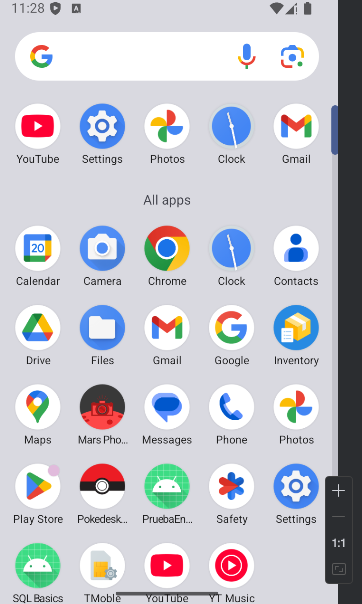 11:28
YouTube Settings Photos Clock Gmail
All apps
Calendar Camera Chrome Clock Contacts
20
Drive Files Gmail Google Inventory
Maps Mars Pho... Messages Phone Photos
Play Store Pokedesk... PruebaEn... Safety Settings
1:1
SQL Basics TMoble YouTube YT Music